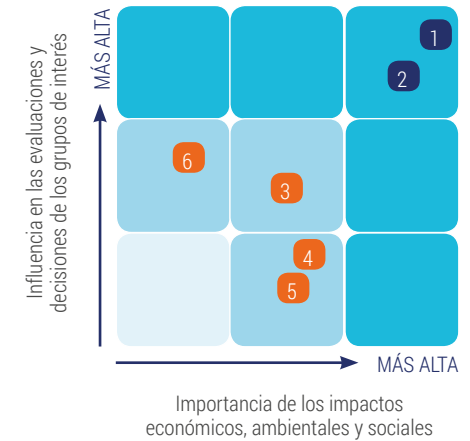 Influencia en las evaluaciones y
decisiones de los grupos de interés
MÁS ALTA
1
2
6
3
4
5
MÁS ALTA
Importancia de los impactos
económicos, ambientales y sociales